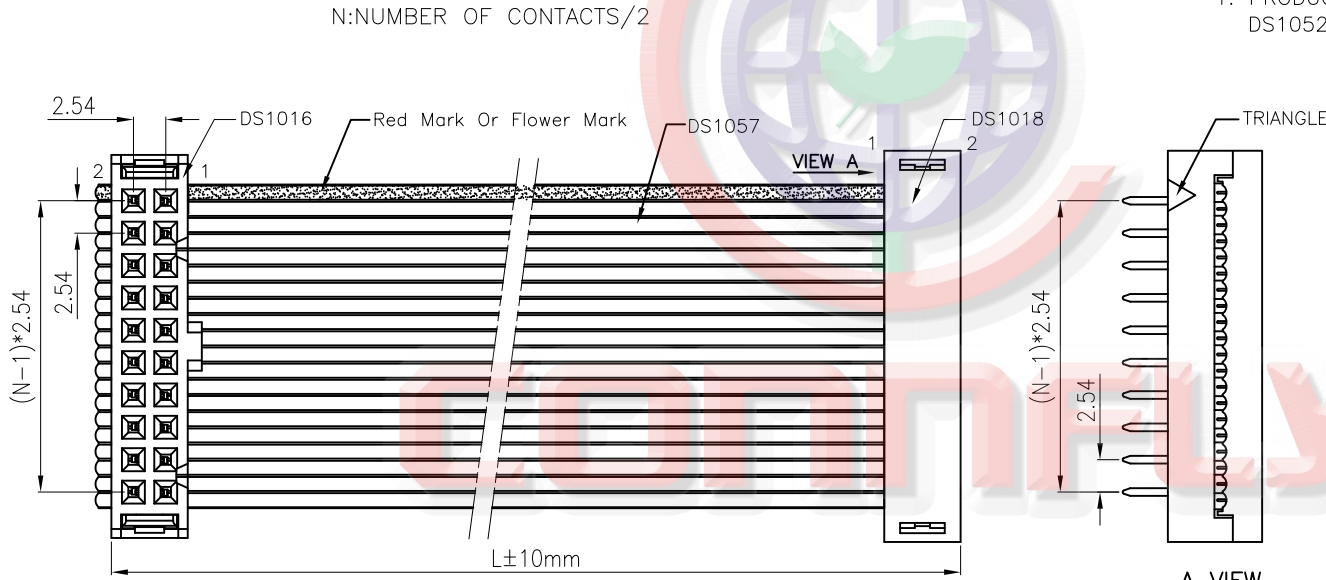 N:NUMBER OF CONTACTS/2
DS1052
2.54
DS1016
Red Mark Or Flower Mark
DS1057
DS1018
TRIANGLE
2
1
VIEW A
1
2
(N-1)*2.54
2.54
(N-1)*2.54
2.54
L±10mm
A VIEW
CONNFLY